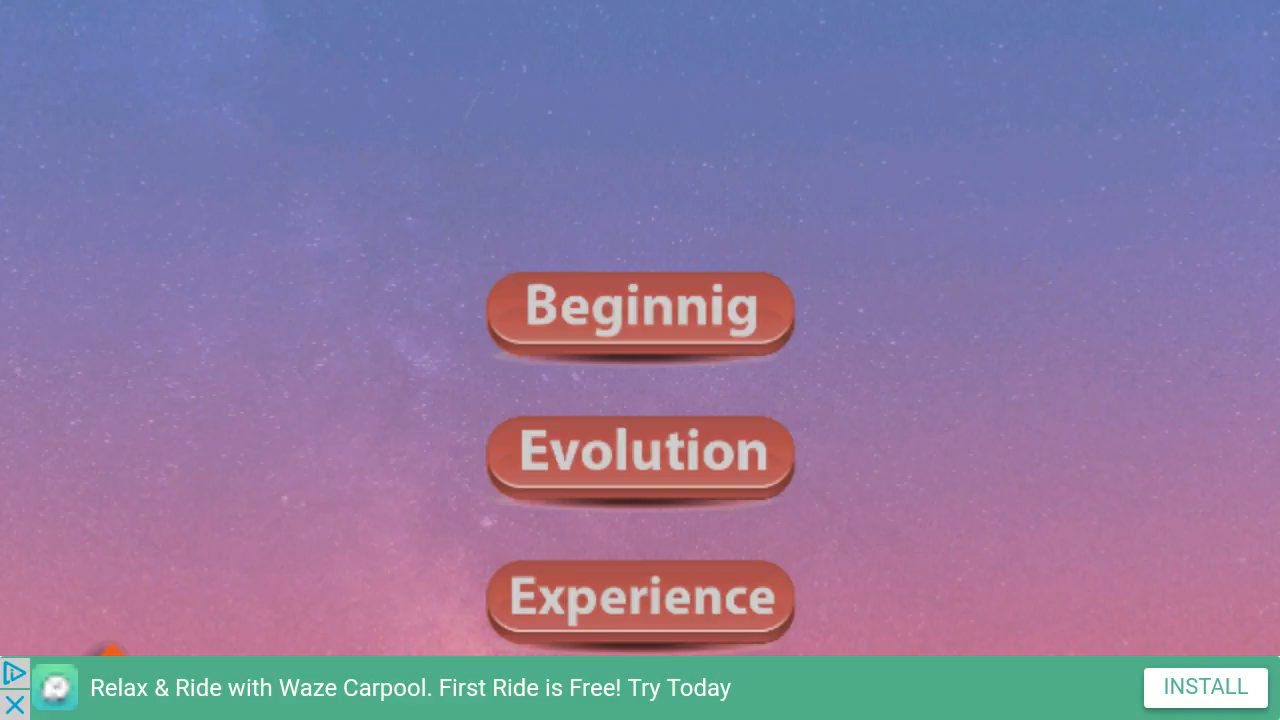 Beginnig
Evolution
Experience
Relax & Ride with Waze Carpool. First Ride is Free! Try Today
INSTALL